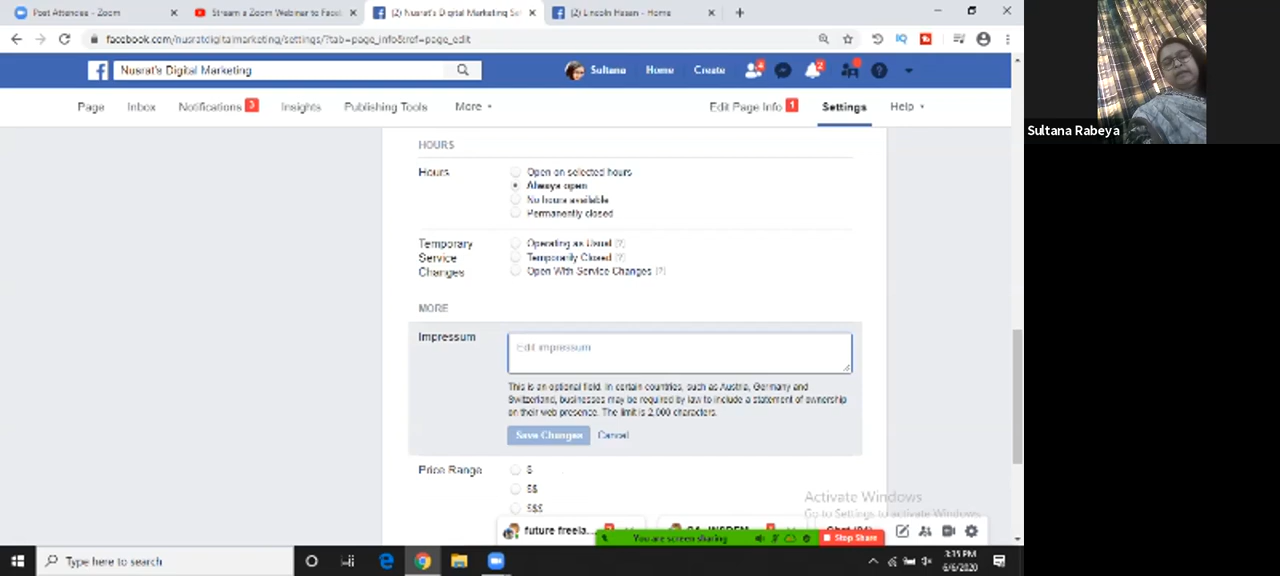 Post Attendee - Zoom
Stream a Zoom Webinar to Facel
(2) Nusrat's Digital Marketing Set
(2) Lincoln Hasan - Home
facebook.com/nusratdigitalmarketing/settings/?tab=page_info&ref=page_edit
Nusrat's Digital Marketing
Sultana
Home
Create
4
2
Page
Inbox
Notifications 3
Insights
Publishing Tools
More
Edit Page Info 1
Settings
Help
Sultana Rabeya
HOURS
Hours
Open on selected hours
Always open
No hours available
Permanently closed
Temporary
Service
Changes
Operating as Usual [?]
Temporarily Closed [?]
Open With Service Changes [?]
MORE
Impressum
Edit impressum
This is an optional field. In certain countries, such as Austria, Germany and
Switzerland, businesses may be required by law to include a statement of ownership
on their web presence. The limit is 2,000 characters.
Save Changes
Cancel
Price Range
$
$$
$$$
Activate Windows
Go to Settings to activate Windows.
future freela...
You are screen sharing
Stop Share
Type here to search
3:15 PM
6/6/2020